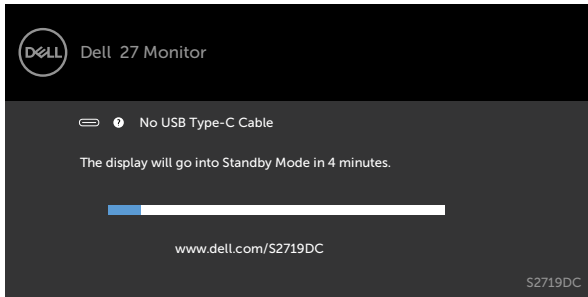 DELL
Dell 27 Monitor
? No USB Type-C Cable
The display will go into Standby Mode in 4 minutes.
www.dell.com/S2719DC
S2719DC